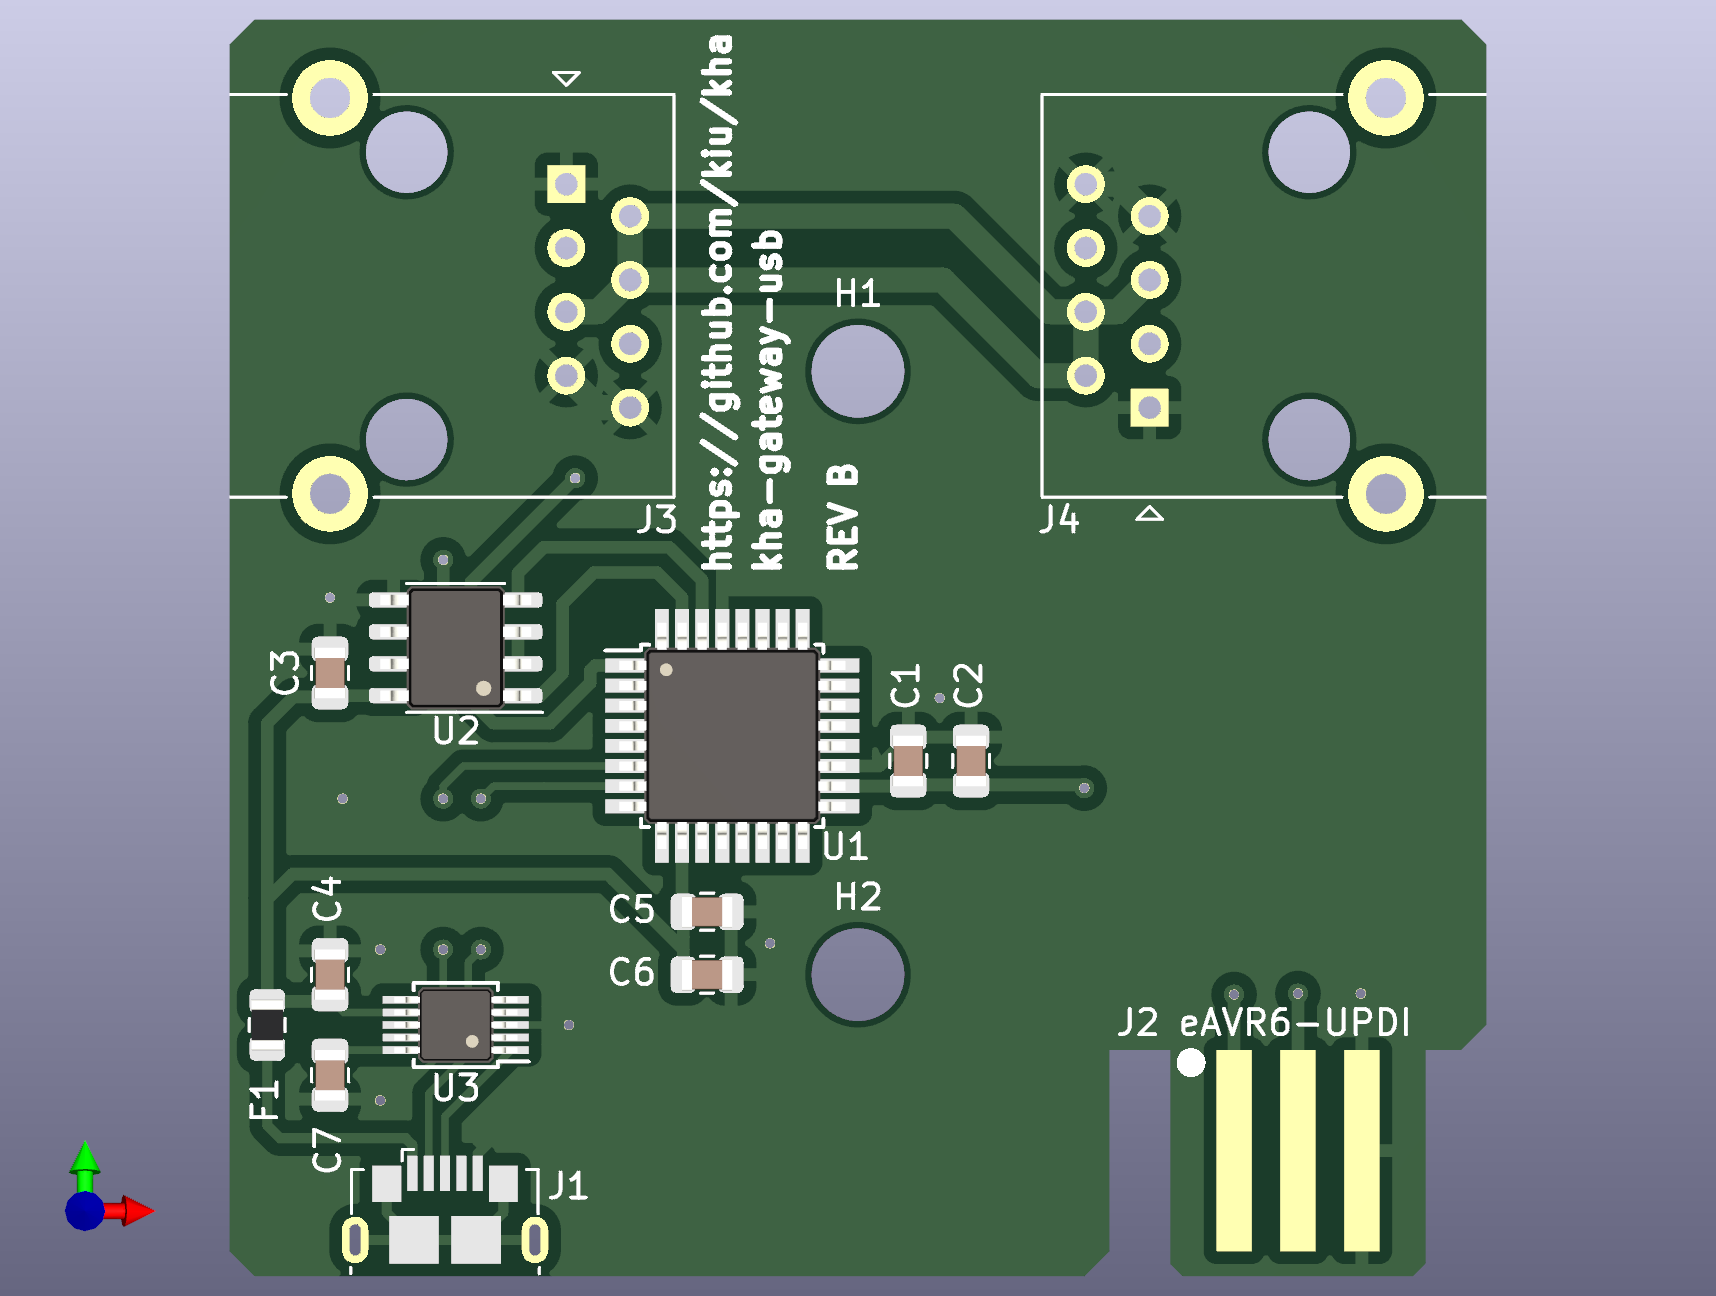 https://github.com/kiu/kha
kha-gateway-usb
REV B
H1
J3
J4
C3
U2
C1
C2
U1
C4
C5
H2
C6
J2
eAVR6-UPDI
F1
U3
C7
J1